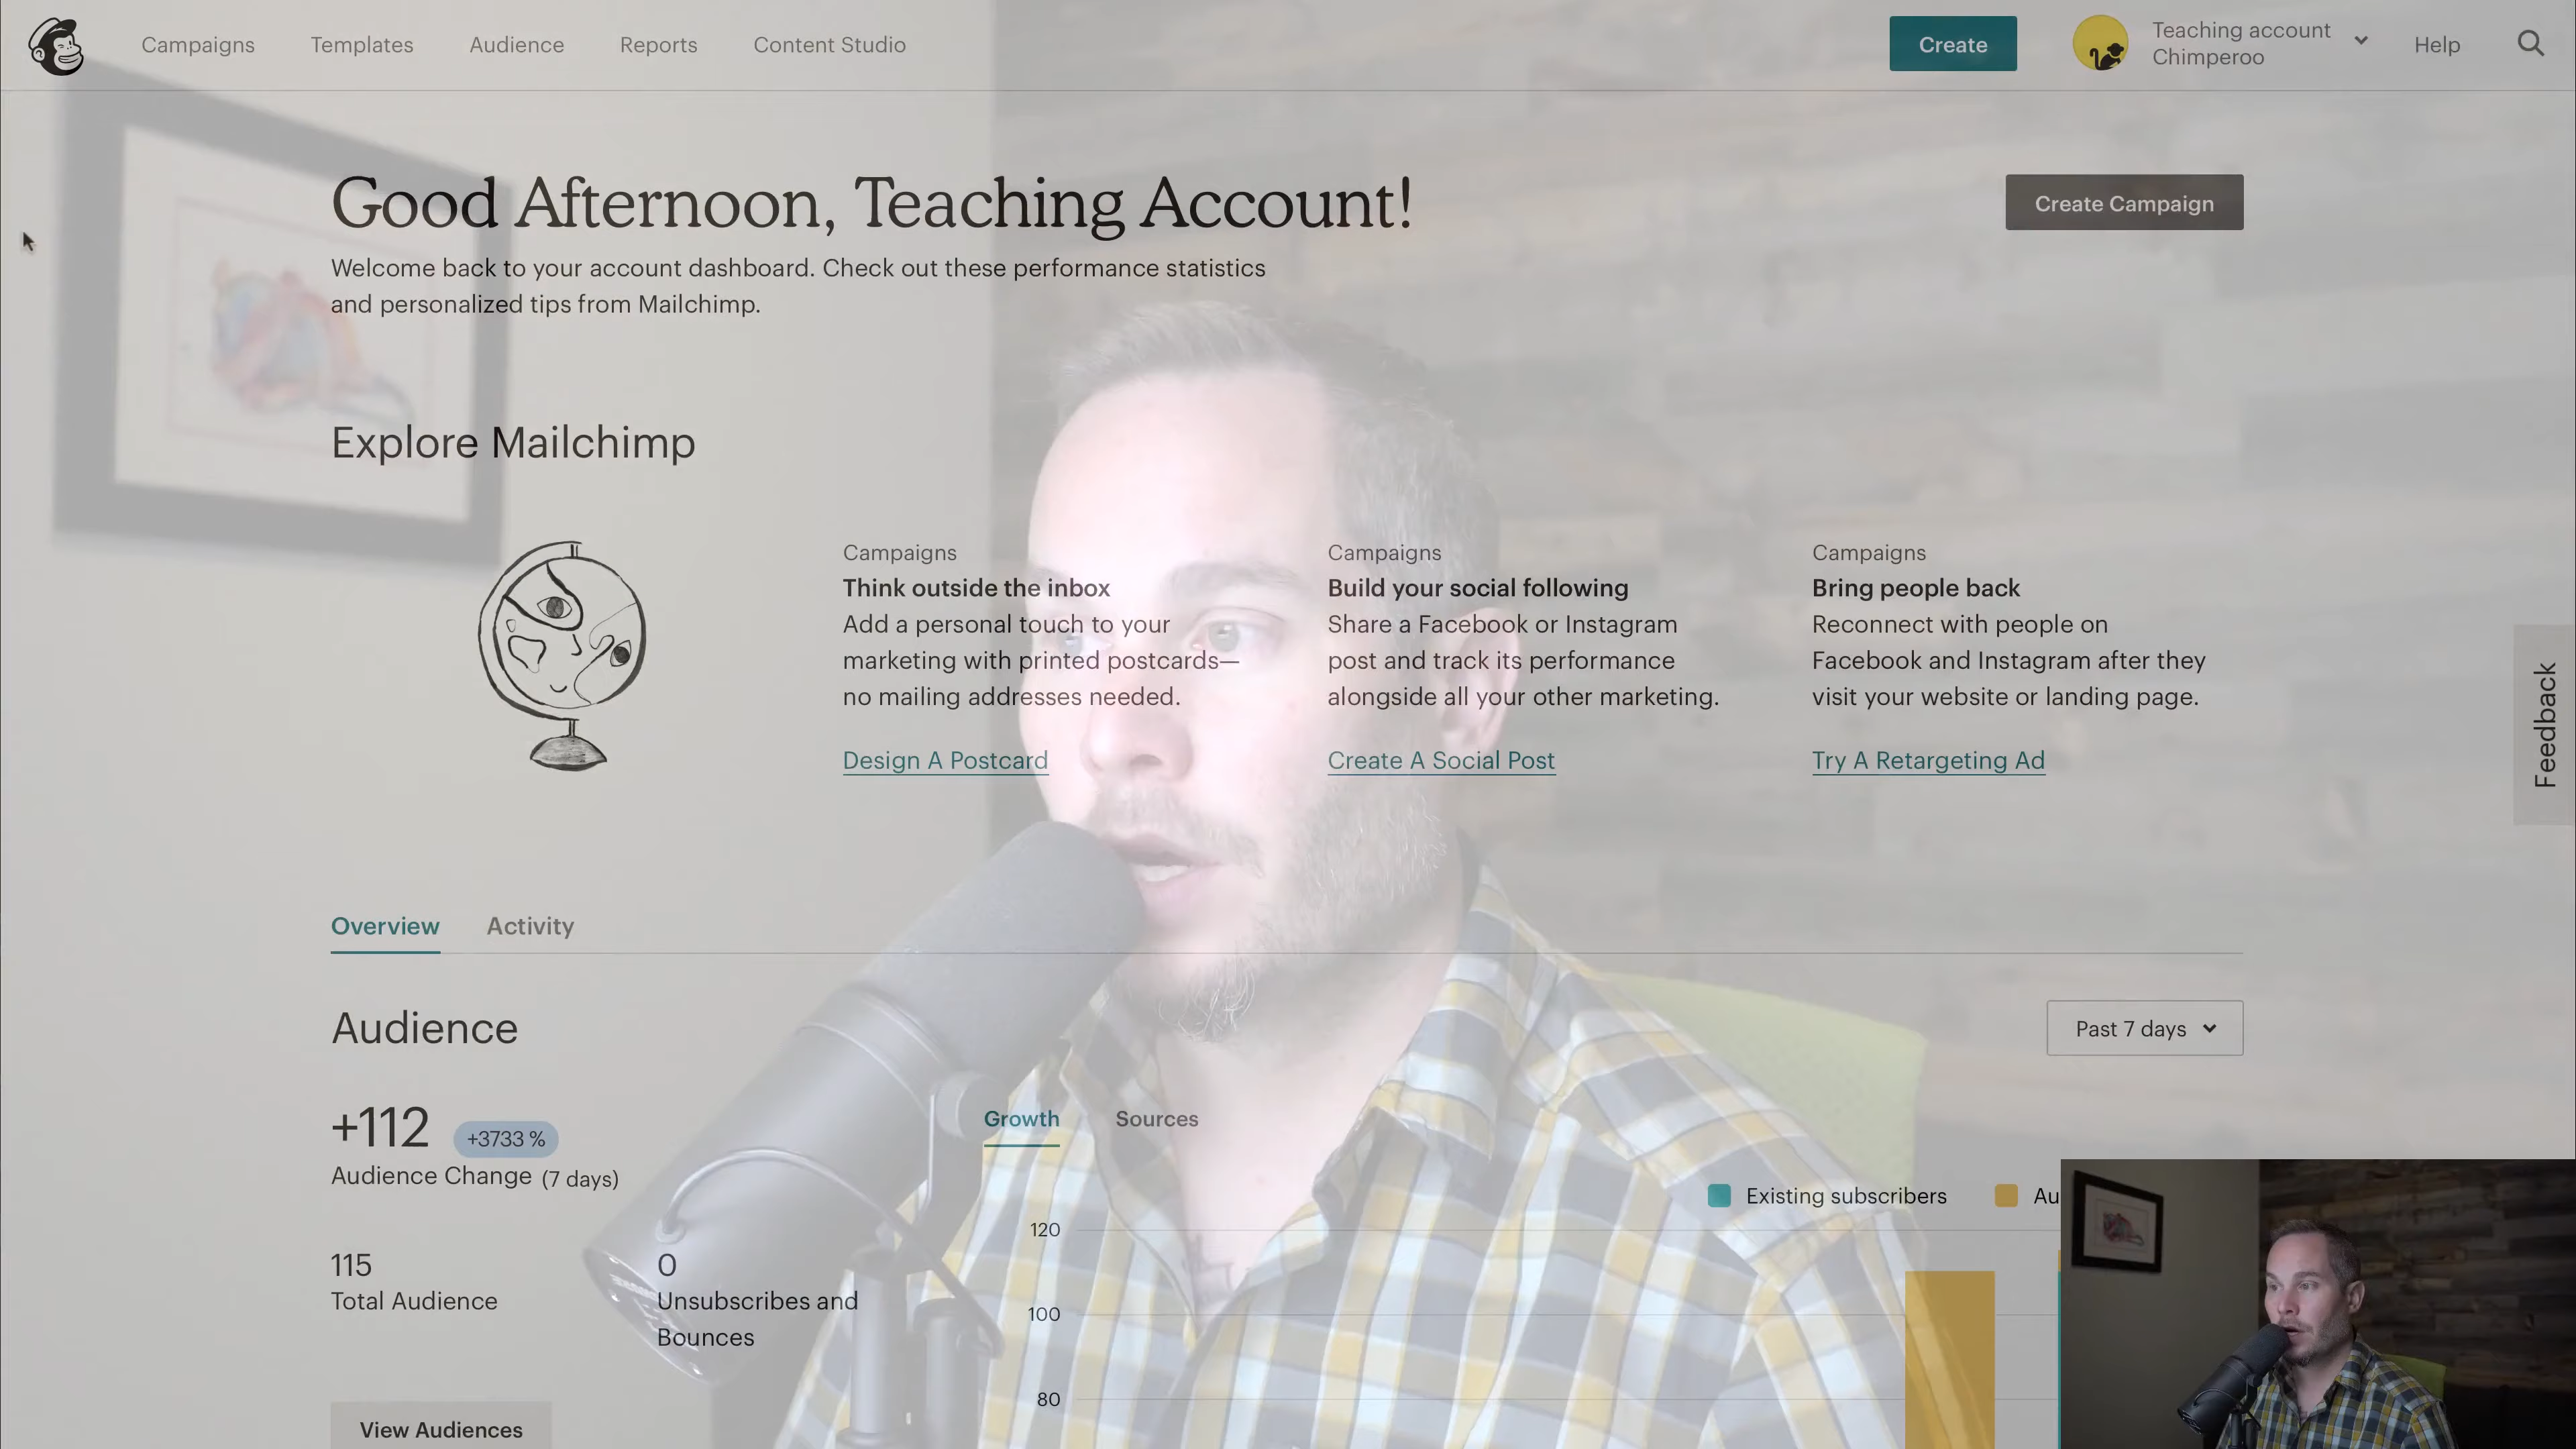 Campaigns
Templates
Audience
Reports
Content Studio
Create
Teaching account
Chimperoo
Help
Good Afternoon, Teaching Account!
Create Campaign
Welcome back to your account dashboard. Check out these performance statistics
and personalized tips from Mailchimp.
Explore Mailchimp
Campaigns
Think outside the inbox
Add a personal touch to your
marketing with printed postcards—
no mailing addresses needed.
Design A Postcard
Campaigns
Build your social following
Share a Facebook or Instagram
post and track its performance
alongside all your other marketing.
Create A Social Post
Campaigns
Bring people back
Reconnect with people on
Facebook and Instagram after they
visit your website or landing page.
Try A Retargeting Ad
Feedback
Overview
Activity
Audience
Past 7 days
+112
+3733 %
Audience Change (7 days)
115
Total Audience
0
Unsubscribes and
Bounces
View Audiences
Growth
Sources
Existing subscribers
Au
120
100
80